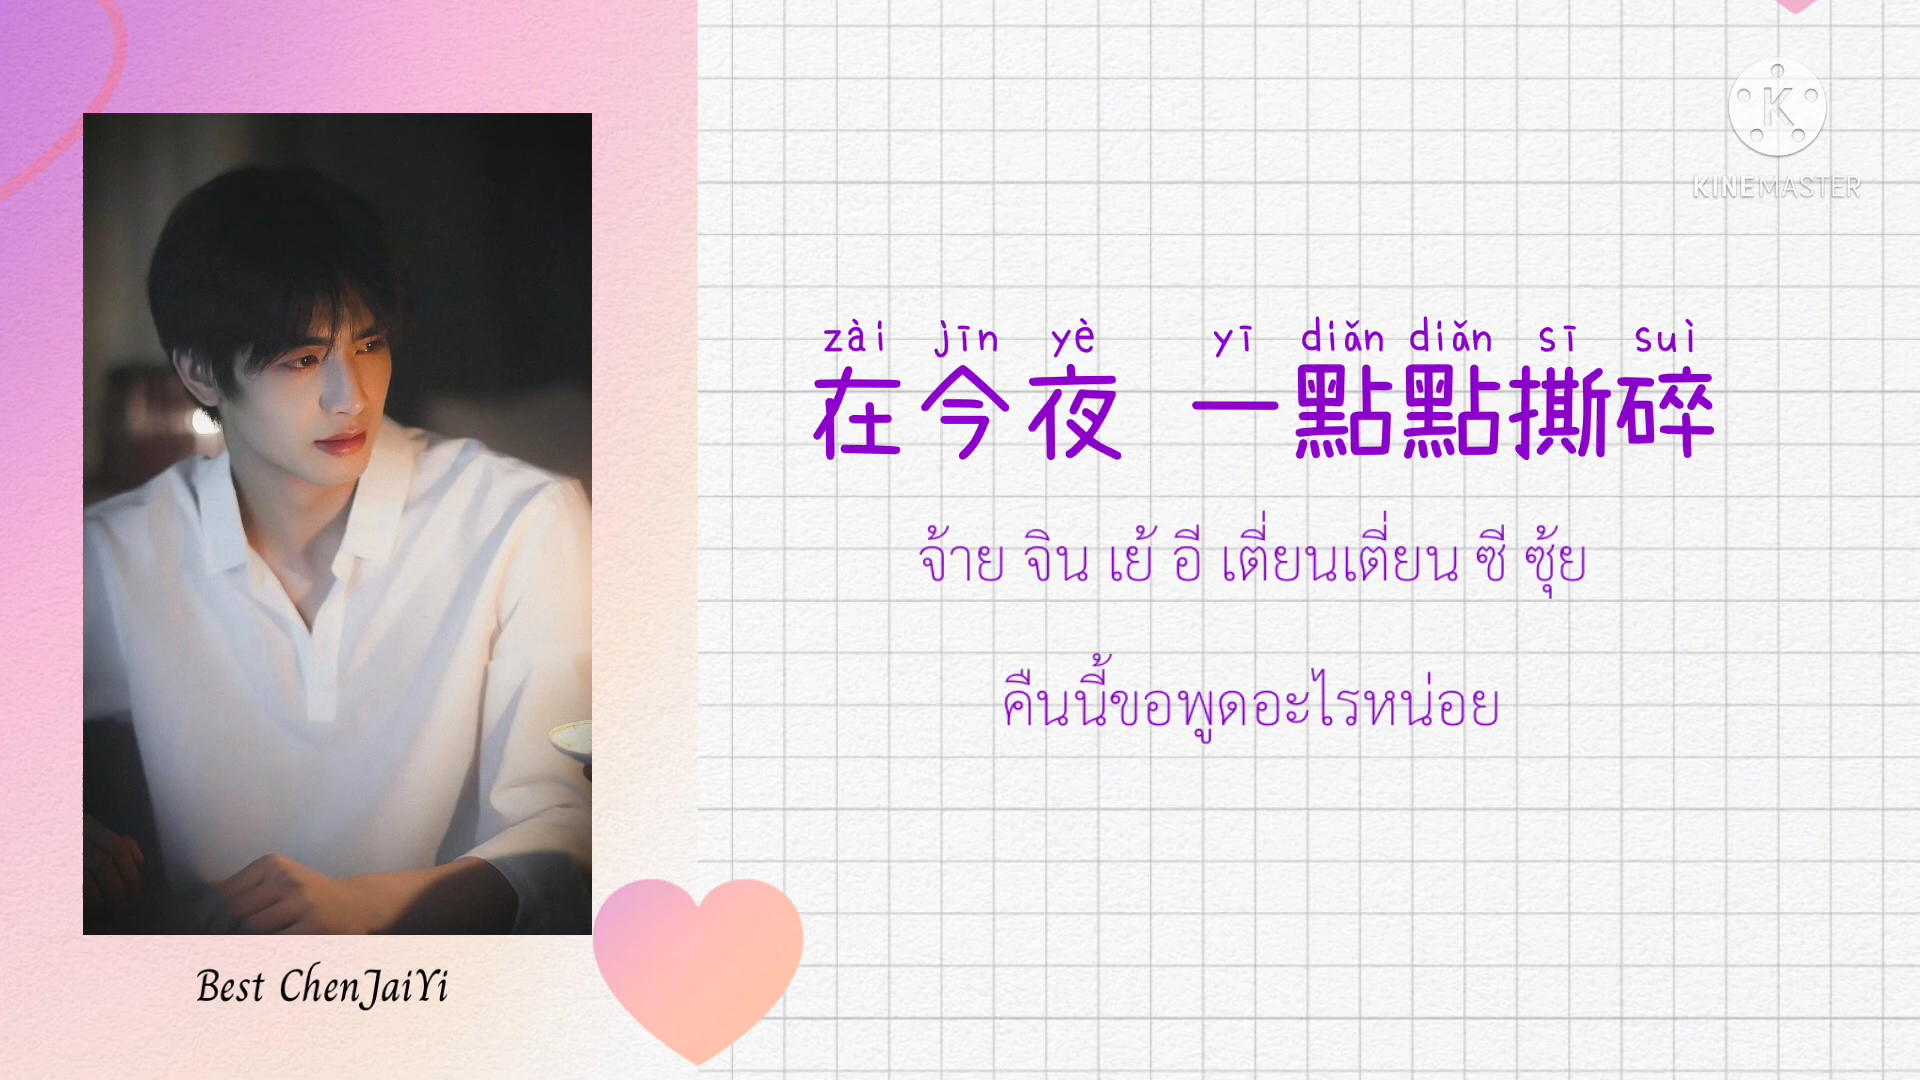 KINEMASTER
zài jīn yè yī diǎn diǎn sī suì
在今夜 一點點撕碎
จ้าย จิน เย้ อี เตี่ยนเตี่ยน ซี ซุ้ย
คืนนี้ขอพูดอะไรหน่อย
Best ChenJaiYi